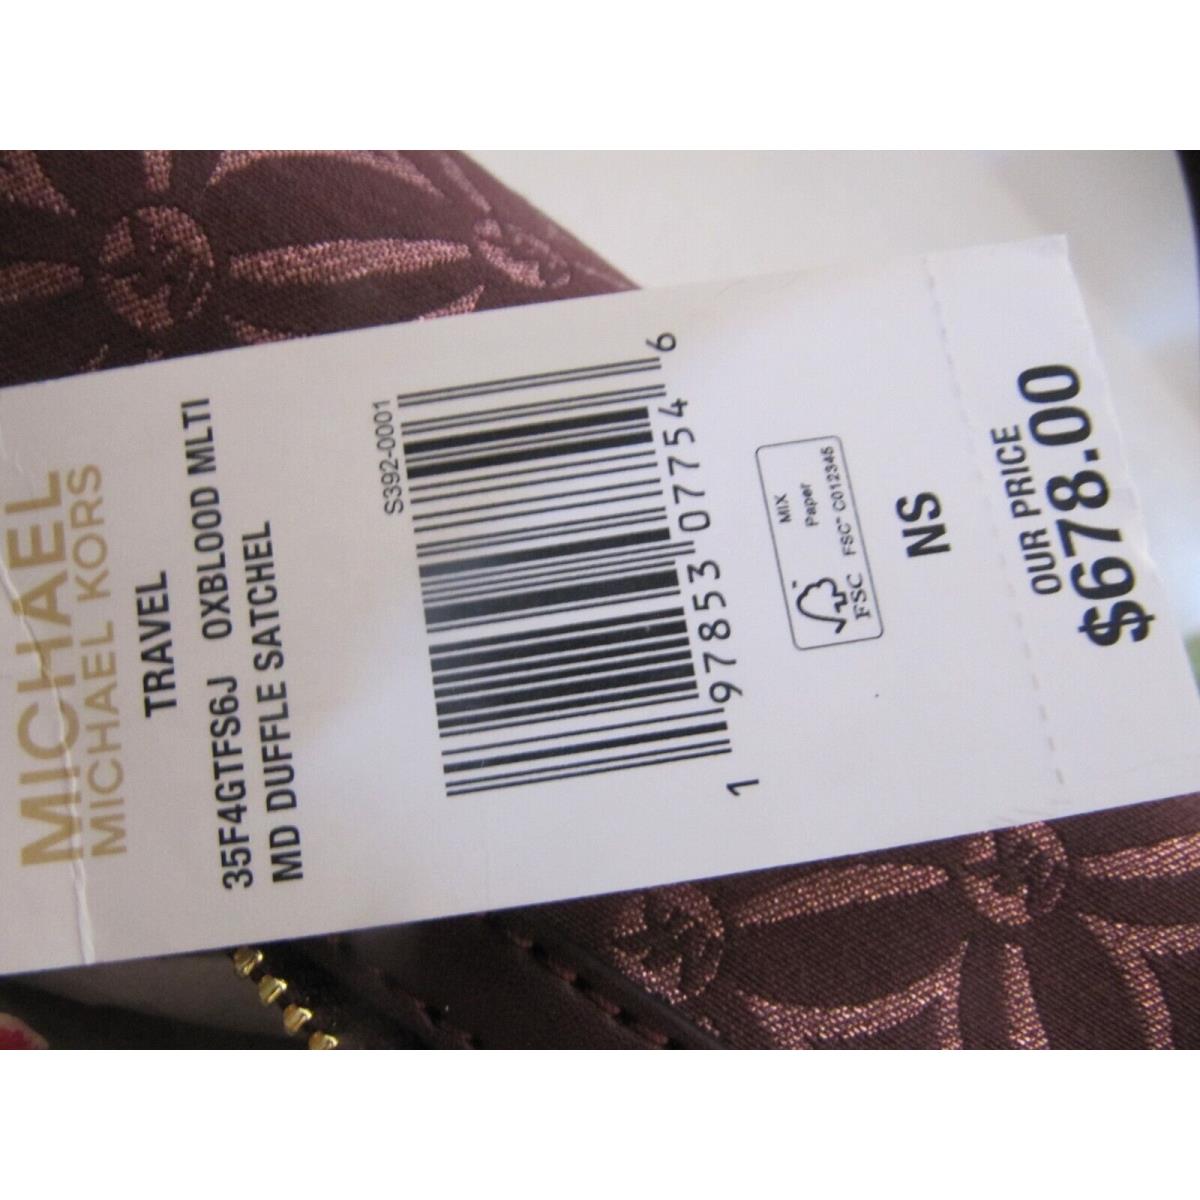 MICHAEL
MICHAEL KORS
TRAVEL
35F4GTFS6J OXBLOOD MLTI
MD DUFFLE SATCHEL
S392-0001
1 97853 07754 6
MIX
Paper
FSC FSC™ C012345
NS
OUR PRICE
$678.00